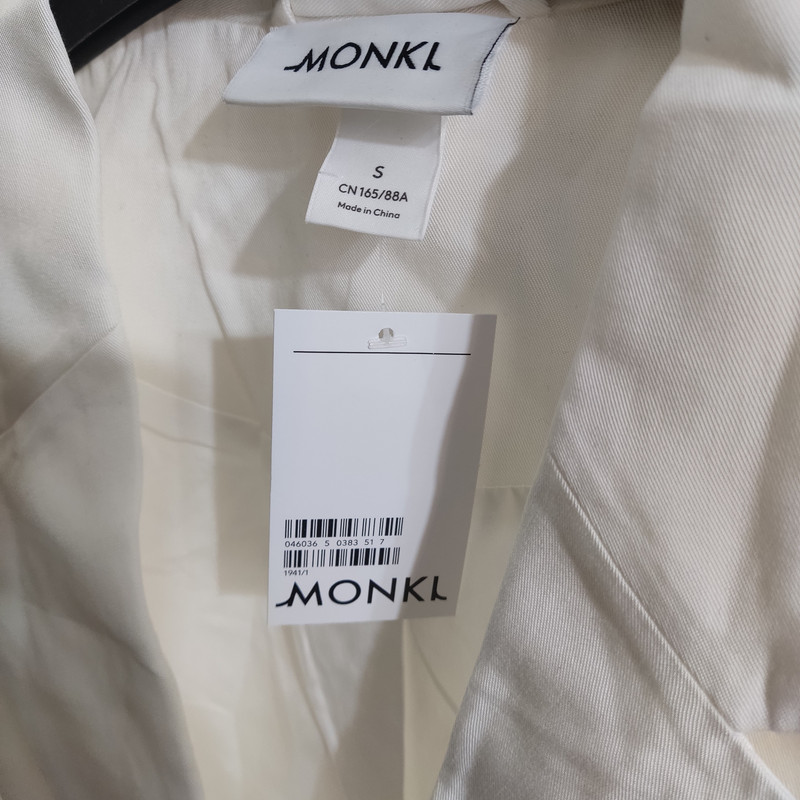 MONKI
S
CN 165/88A
Made in China
046036 5 0383 51 7
1941/1
MONKI